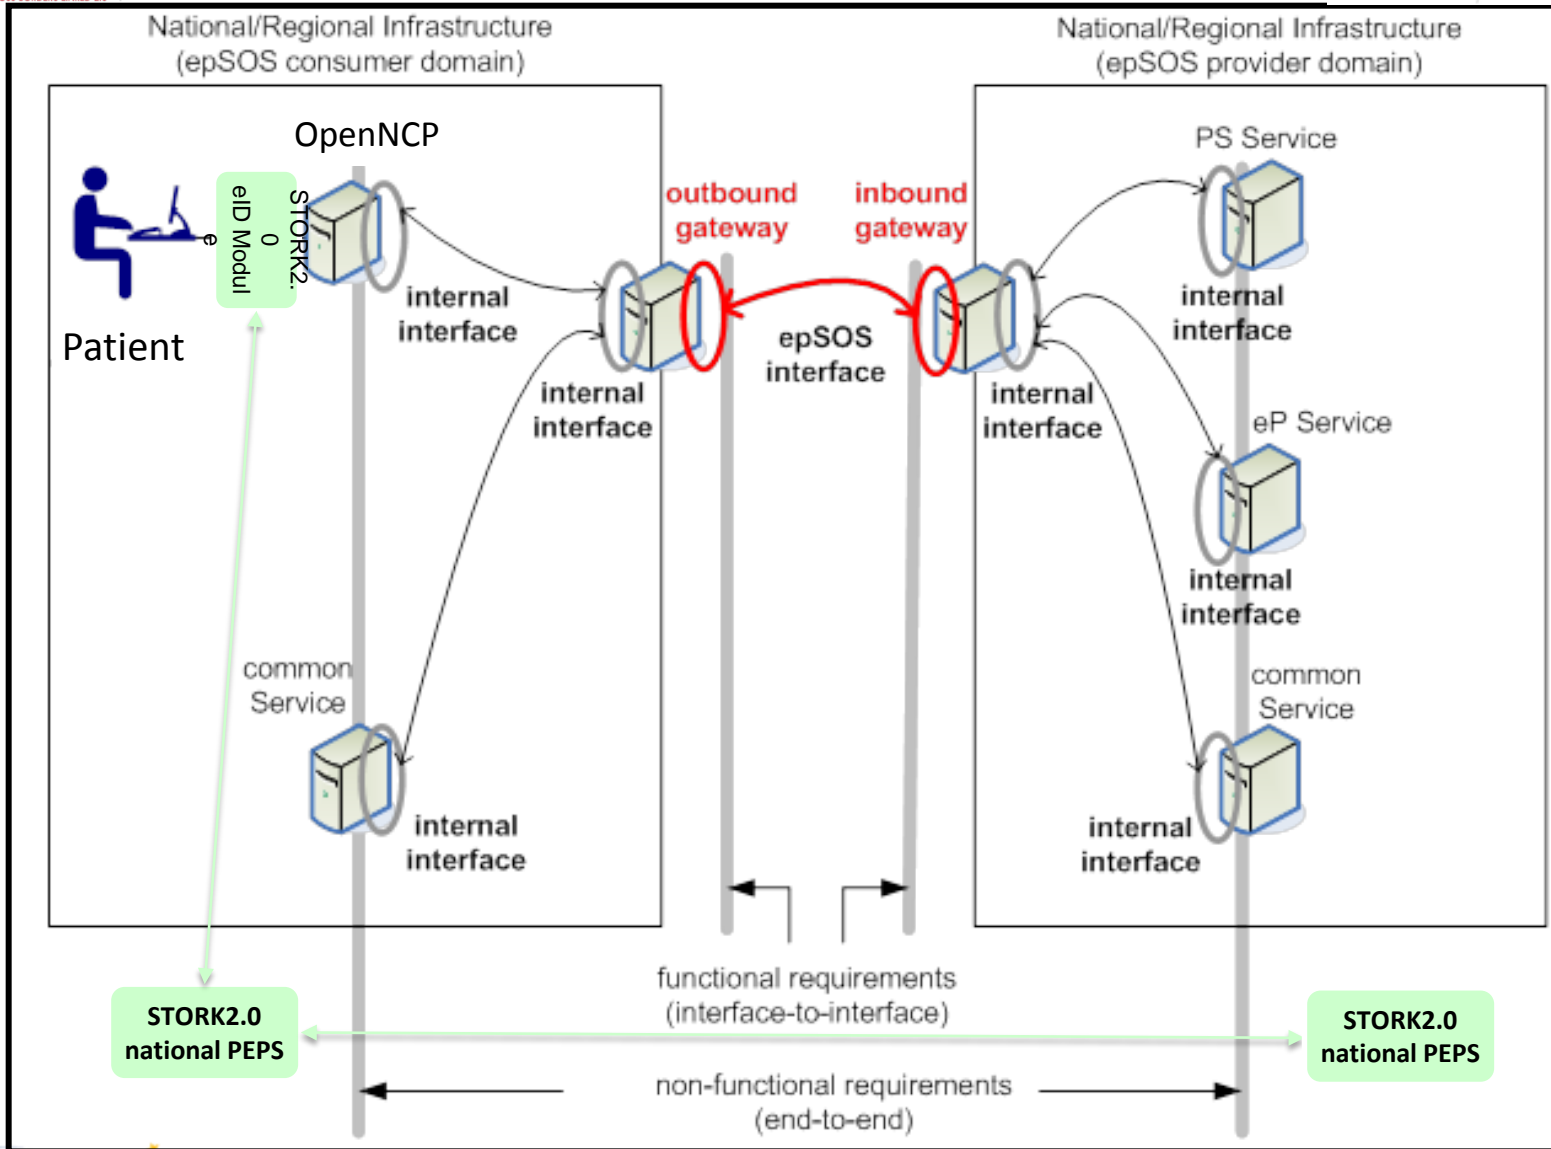 National/Regional Infrastructure
(epSOS consumer domain)
National/Regional Infrastructure
(epSOS provider domain)
OpenNCP
STORK2.
0
eID Modul
e
Patient
internal
interface
outbound
gateway
inbound
gateway
epSOS
interface
internal
interface
internal
interface
PS Service
internal
interface
eP Service
internal
interface
common
Service
internal
interface
common
Service
internal
interface
functional requirements
(interface-to-interface)
STORK2.0
national PEPS
STORK2.0
national PEPS
non-functional requirements
(end-to-end)